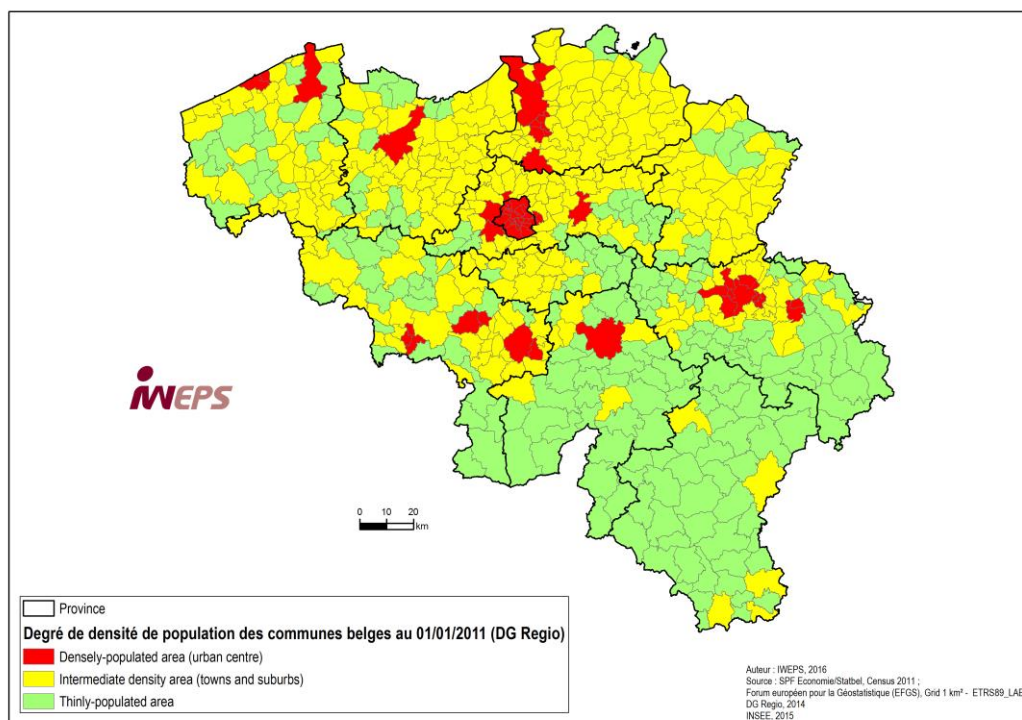 iWEPS
0 10 20
km
Province
Degré de densité de population des communes belges au 01/01/2011 (DG Regio)
Densely-populated area (urban centre)
Intermediate density area (towns and suburbs)
Thinly-populated area
Auteur : IWEPS, 2016
Source : SPF Economie/Statbel, Census 2011 ;
Forum européen pour la Géostatistique (EFGS), Grid 1 km² - ETRS89_LAE
DG Regio, 2014
INSEE, 2015